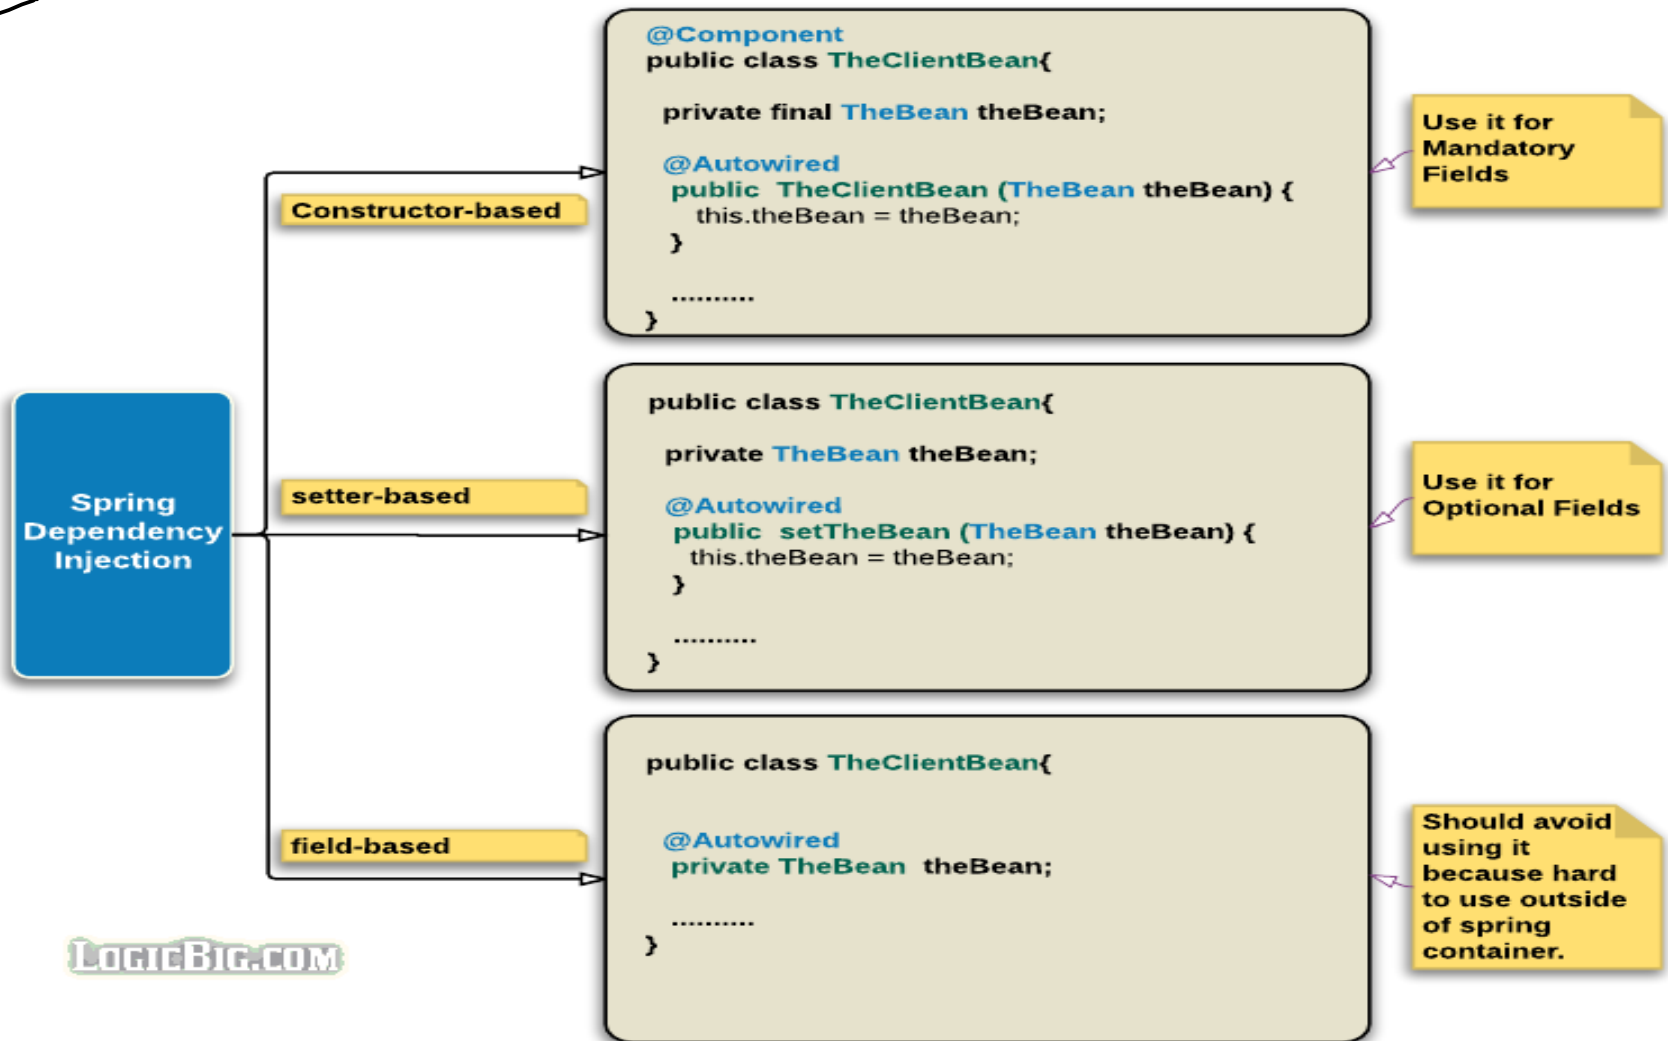 Spring
Dependency
Injection
Constructor-based
@Component
public class TheClientBean{
private final TheBean theBean;
@Autowired
public TheClientBean (TheBean theBean) {
this.theBean = theBean;
}
..........
}
Use it for
Mandatory
Fields
setter-based
public class TheClientBean{
private TheBean theBean;
@Autowired
public setTheBean (TheBean theBean) {
this.theBean = theBean;
}
..........
}
Use it for
Optional Fields
field-based
public class TheClientBean{
@Autowired
private TheBean theBean;
..........
}
Should avoid
using it
because hard
to use outside
of spring
container.
LogicBig.com